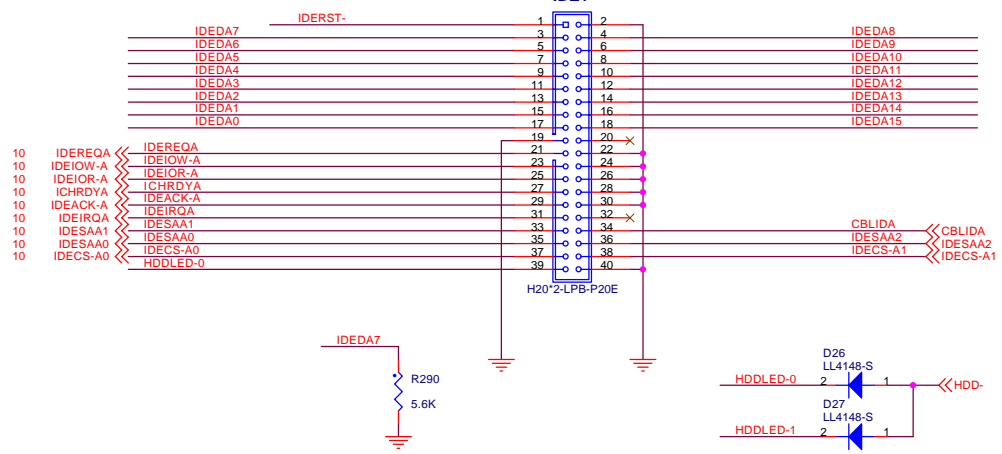 IDERST- 1 2
IDEDA7 3 4 IDEDA8
IDEDA6 5 6 IDEDA9
IDEDA5 7 8 IDEDA10
IDEDA4 9 10 IDEDA11
IDEDA3 11 12 IDEDA12
IDEDA2 13 14 IDEDA13
IDEDA1 15 16 IDEDA14
IDEDA0 17 18 IDEDA15
19 20
10 IDEREQA IDEREQA 21 22
10 IDEIOW-A IDEIOW-A 23 24
10 IDEIOR-A IDEIOR-A 25 26
10 ICHRDYA ICHRDYA 27 28
10 IDEACK-A IDEACK-A 29 30
10 IDEIRQA IDEIRQA 31 32
10 IDESAA1 IDESAA1 33 34 CBLIDA CBLIDA
10 IDESAA0 IDESAA0 35 36 IDESAA2 IDESAA2
10 IDECS-A0 IDECS-A0 37 38 IDECS-A1 IDECS-A1
HDDLED-0 39 40
H20*2-LPB-P20E
IDEDA7
R290
5.6K
D26
LL4148-S
HDDLED-0 2 1 HDD-
D27
LL4148-S
HDDLED-1 2 1